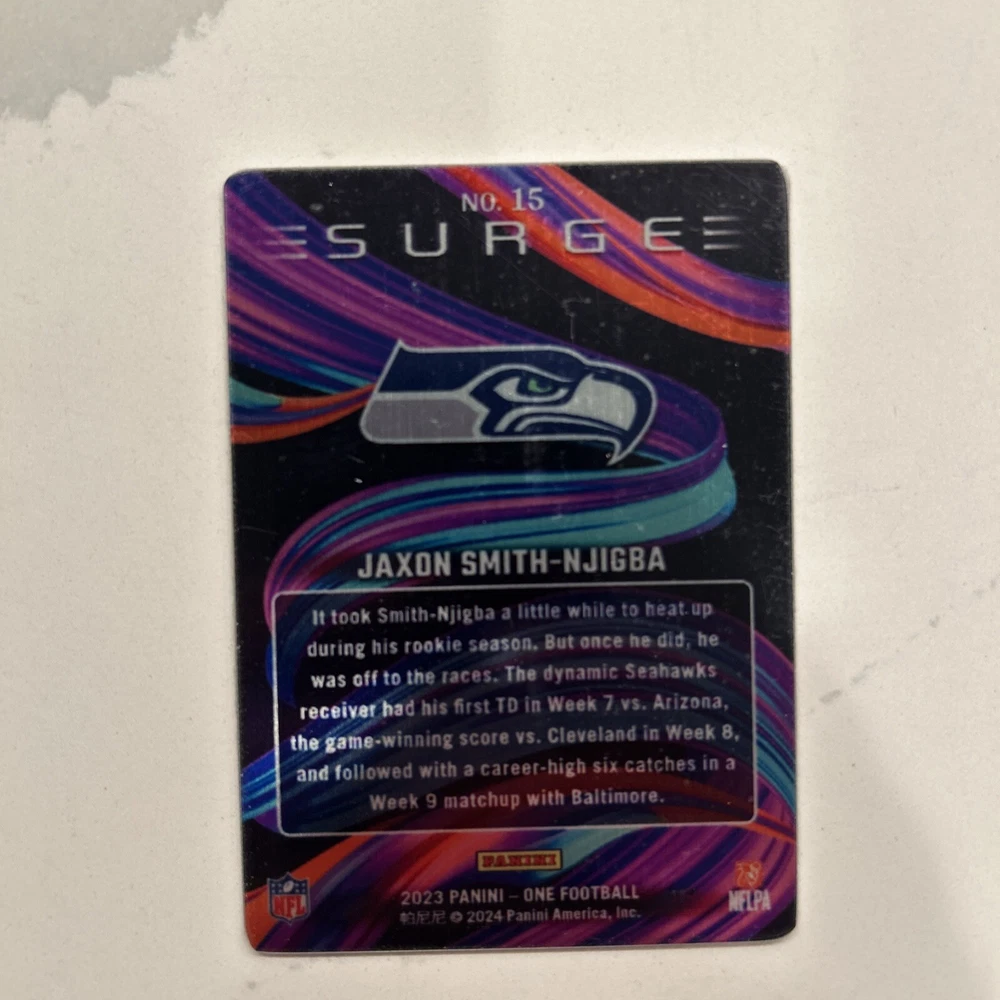 NO. 15
SURGE
JAXON SMITH-NJIGBA
It took Smith-Njigba a little while to heat up
during his rookie season. But once he did, he
was off to the races. The dynamic Seahawks
receiver had his first TD in Week 7 vs. Arizona,
the game-winning score vs. Cleveland in Week 8,
and followed with a career-high six catches in a
Week 9 matchup with Baltimore.
PANINI
2023 PANINI – ONE FOOTBALL
帕尼尼 © 2024 Panini America, Inc.
NFL
NFLPA